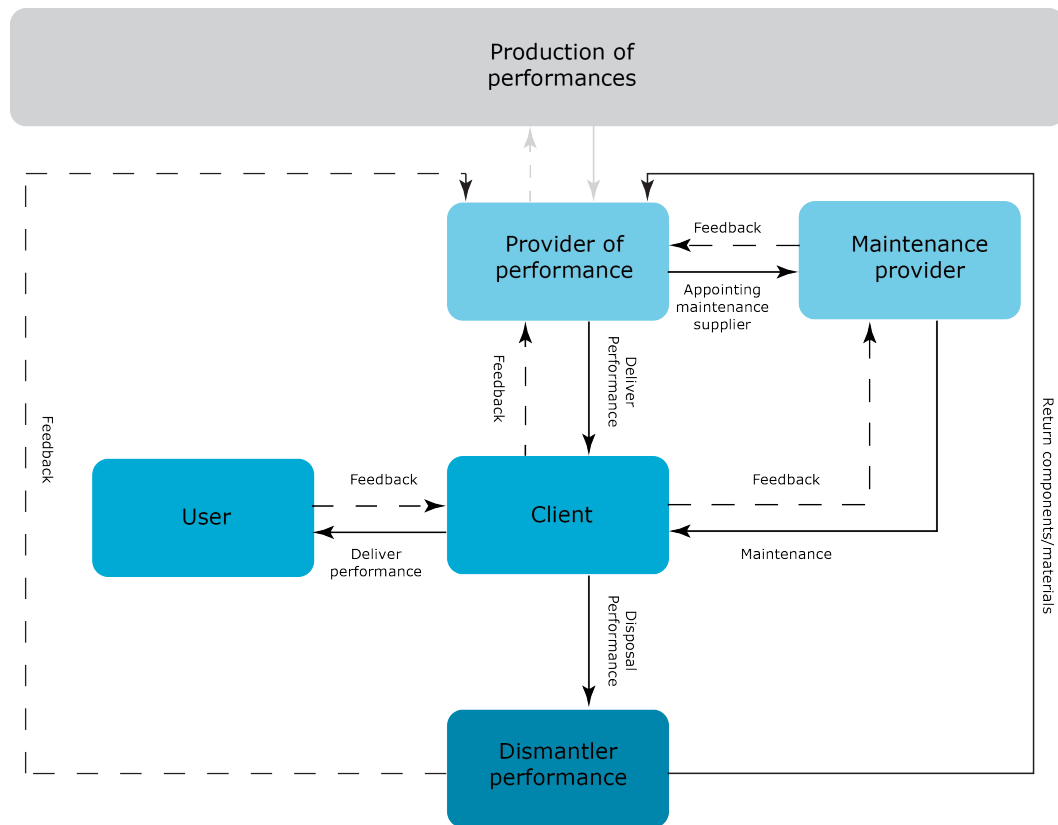 Production of
performances
Provider of
performance
Feedback
Appointing
maintenance
supplier
Maintenance
provider
Feedback
Deliver
Performance
Feedback
Return components/materials
User
Feedback
Deliver
performance
Client
Feedback
Maintenance
Disposal
Performance
Dismantler
performance